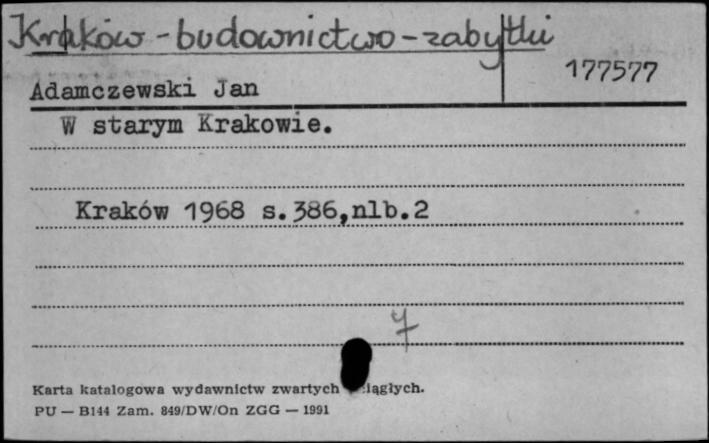 Kraków - budownictwo - zabytki
177577
Adamczewski Jan
W starym Krakowie.
Kraków 1968 s.386,nlb.2
Karta katalogowa wydawnictw zwartych
PU — B144 Zam. 849/DW/On ZGG — 1991